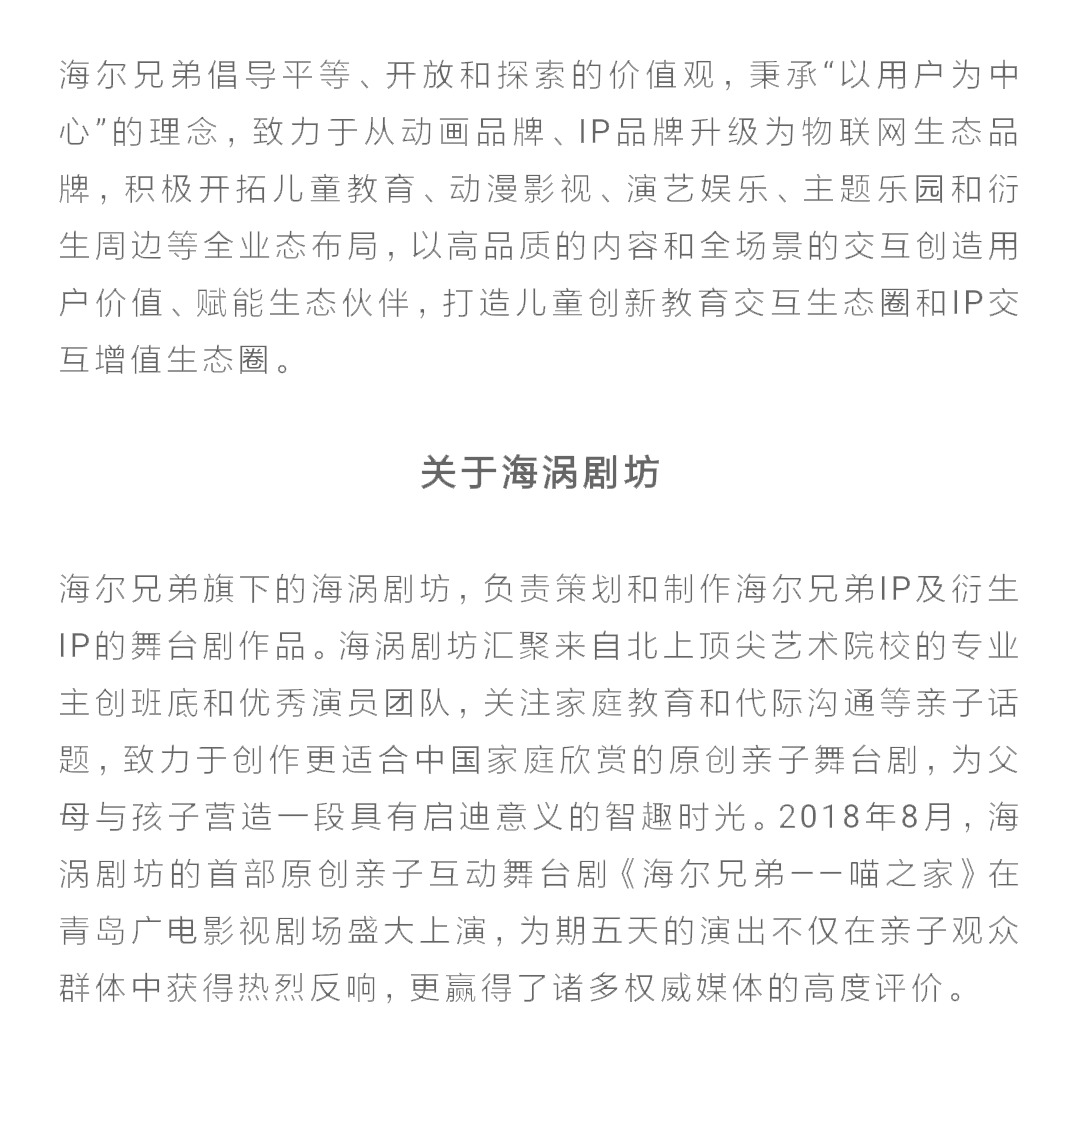 海尔兄弟倡导平等、开放和探索的价值观，秉承“以用户为中
心”的理念，致力于从动画品牌、IP品牌升级为物联网生态品
牌，积极开拓儿童教育、动漫影视、演艺娱乐、主题乐园和衍
生周边等全业态布局，以高品质的内容和全场景的交互创造用
户价值、赋能生态伙伴，打造儿童创新教育交互生态圈和IP交
互增值生态圈。
关于海涡剧坊
海尔兄弟旗下的海涡剧坊，负责策划和制作海尔兄弟IP及衍生
IP的舞台剧作品。海涡剧坊汇聚来自北上顶尖艺术院校的专业
主创班底和优秀演员团队，关注家庭教育和代际沟通等亲子话
题，致力于创作更适合中国家庭欣赏的原创亲子舞台剧，为父
母与孩子营造一段具有启迪意义的智趣时光。2018年8月，海
涡剧坊的首部原创亲子互动舞台剧《海尔兄弟——喵之家》在
青岛广电影视剧场盛大上演，为期五天的演出不仅在亲子观众
群体中获得热烈反响，更赢得了诸多权威媒体的高度评价。